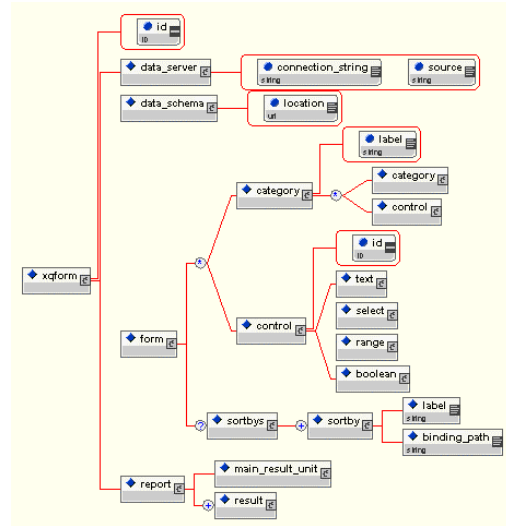 id
ID
data_server
connection_string
string
source
string
data_schema
location
uri
label
string
category
category
*
control
id
ID
*
text
xqform
select
form
control
range
boolean
?
sortbys
+
sortby
label
string
binding_path
string
main_result_unit
report
+
result